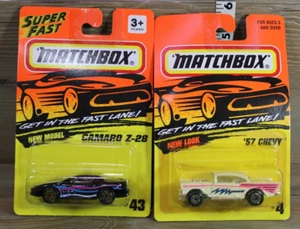 SUPER
FAST
3+
MATCHBOX
GET IN THE FAST LANE!
NEW MODEL
CAMARO Z-28
43
56
FOR AGES 3
AND OVER
MATCHBOX
GET IN THE FAST LANE!
NEW LOOK
'57 CHEVY
4